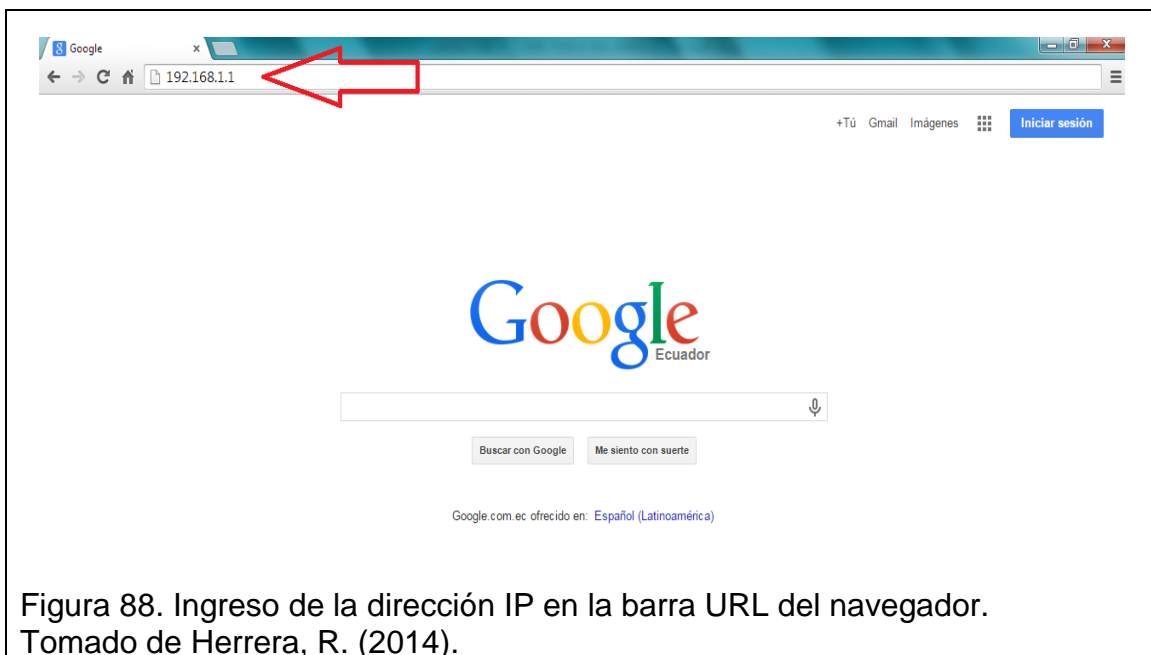 Google
192.168.1.1
+Tú Gmail Imágenes Iniciar sesión
Google
Ecuador
Buscar con Google Me siento con suerte
Google.com.ec ofrecido en: Español (Latinoamérica)
Figura 88. Ingreso de la dirección IP en la barra URL del navegador.
Tomado de Herrera, R. (2014).